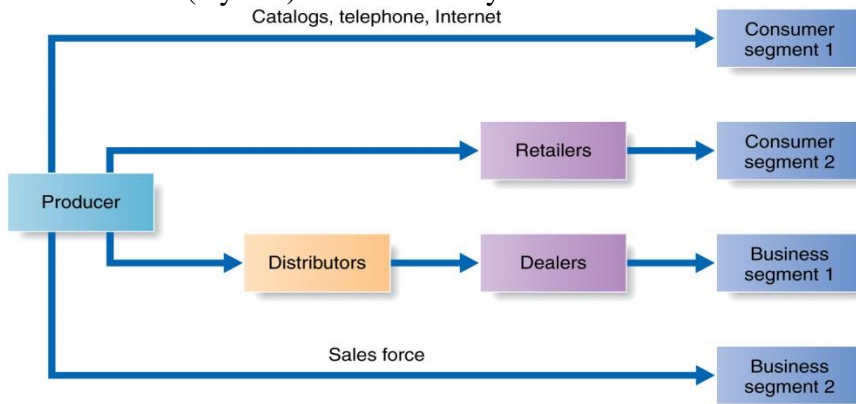 Catalogs, telephone, Internet
Consumer
segment 1
Retailers
Consumer
segment 2
Producer
Distributors
Dealers
Business
segment 1
Sales force
Business
segment 2